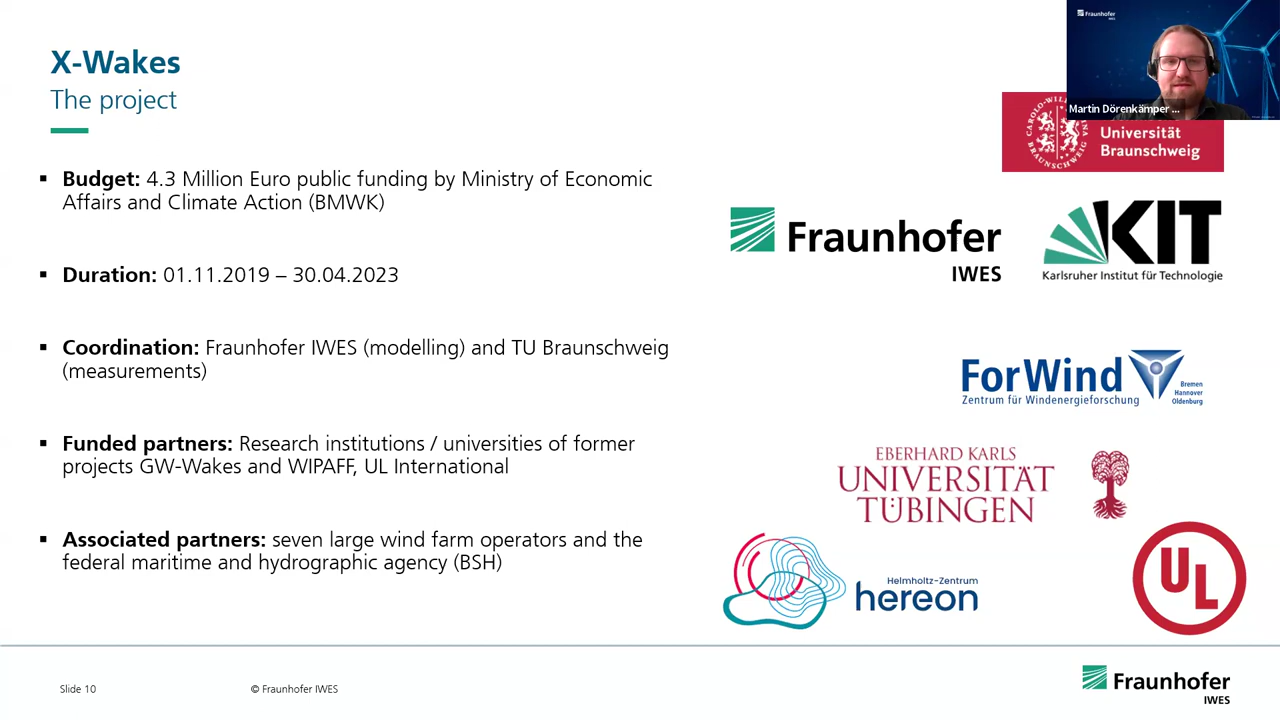 X-Wakes
The project
Fraunhofer
IWES
Martin Dörenkämper ...
Universität
Braunschweig
▪ Budget: 4.3 Million Euro public funding by Ministry of Economic
Affairs and Climate Action (BMWK)
▪ Duration: 01.11.2019 – 30.04.2023
▪ Coordination: Fraunhofer IWES (modelling) and TU Braunschweig
(measurements)
▪ Funded partners: Research institutions / universities of former
projects GW-Wakes and WIPAFF, UL International
▪ Associated partners: seven large wind farm operators and the
federal maritime and hydrographic agency (BSH)
Fraunhofer
IWES
KIT
Karlsruher Institut für Technologie
ForWind
Zentrum für Windenergieforschung
Bremen
Hannover
Oldenburg
EBERHARD KARLS
UNIVERSITÄT
TÜBINGEN
Helmholtz-Zentrum
hereon
UL
Slide 10
© Fraunhofer IWES
Fraunhofer
IWES